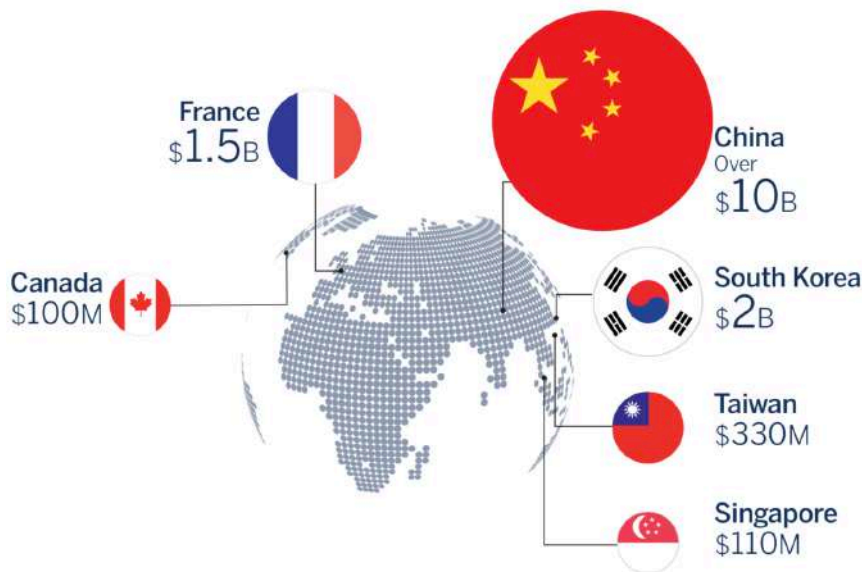 France
$1.5B
China
Over
$10B
Canada
$100M
South Korea
$2B
Taiwan
$330M
Singapore
$110M